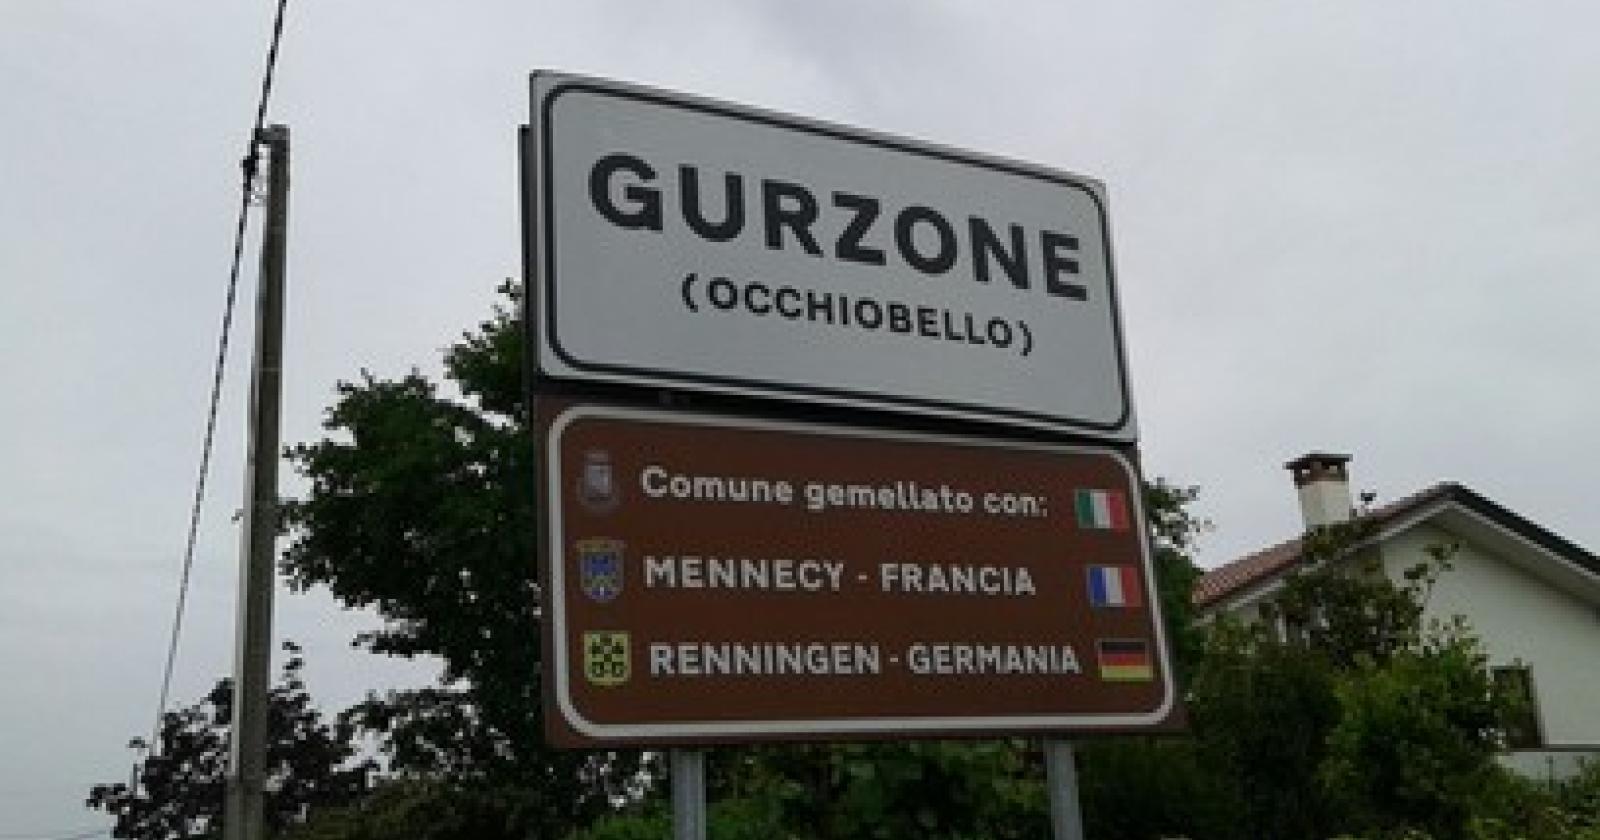 GURZONE
(OCCHIOBELLO)
Comune gemellato con:
MENNECY - FRANCIA
RENNINGEN - GERMANIA